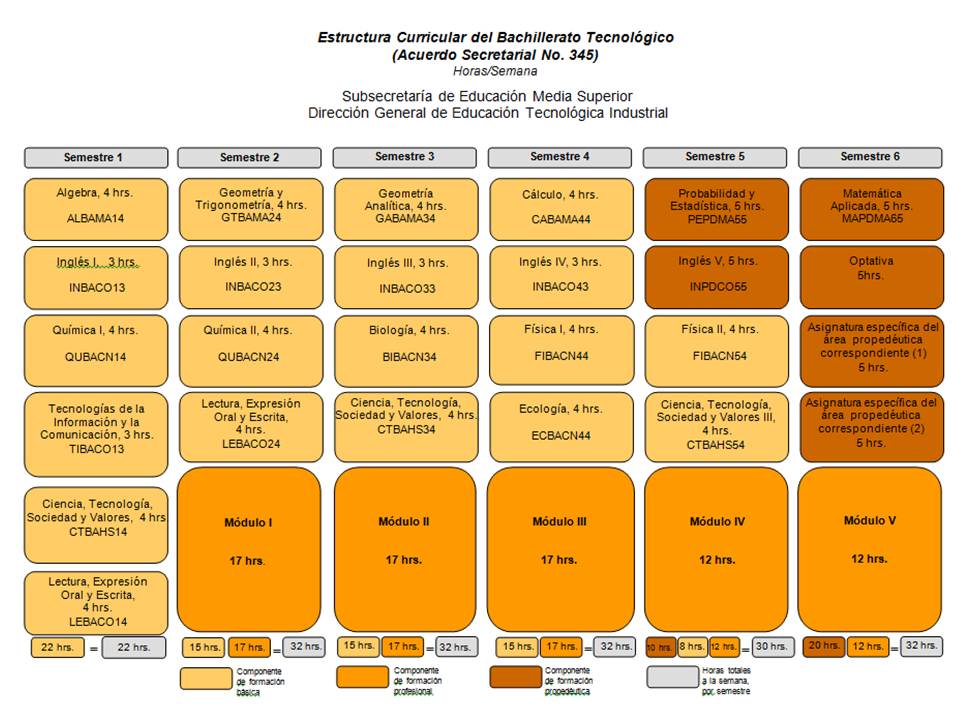 Estructura Curricular del Bachillerato Tecnológico
(Acuerdo Secretarial No. 345)
Horas/Semana
Subsecretaría de Educación Media Superior
Dirección General de Educación Tecnológica Industrial
Semestre 1
Semestre 2
Semestre 3
Semestre 4
Semestre 5
Semestre 6
Algebra, 4 hrs.
ALBAMA14
Geometría y
Trigonometría, 4 hrs.
GTBAMA24
Geometría
Analítica, 4 hrs.
GABAMA34
Cálculo, 4 hrs.
CABAMA44
Probabilidad y
Estadística, 5 hrs.
PEPDMA55
Matemática
Aplicada, 5 hrs.
MAPDMA65
Inglés I, 3 hrs.
INBACO13
Inglés II, 3 hrs.
INBACO23
Inglés III, 3 hrs.
INBACO33
Inglés IV, 3 hrs.
INBACO43
Inglés V, 5 hrs.
INPDCO55
Optativa
5hrs.
Química I, 4 hrs.
QUBACN14
Química II, 4 hrs.
QUBACN24
Biología, 4 hrs.
BIBACN34
Física I, 4 hrs.
FIBACN44
Física II, 4 hrs.
FIBACN54
Asignatura específica del
área propedéutica
correspondiente (1)
5 hrs.
Tecnologías de la
Información y la
Comunicación, 3 hrs.
TIBACO13
Lectura, Expresión
Oral y Escrita,
4 hrs.
LEBACO24
Ciencia, Tecnología,
Sociedad y Valores, 4 hrs.
CTBAHS34
Ecología, 4 hrs.
ECBACN44
Ciencia, Tecnología,
Sociedad y Valores III,
4 hrs.
CTBAHS54
Asignatura específica del
área propedéutica
correspondiente (2)
5 hrs.
Ciencia, Tecnología,
Sociedad y Valores, 4 hrs
CTBAHS14
Lectura, Expresión
Oral y Escrita,
4 hrs.
LEBACO14
Módulo I
17 hrs.
Módulo II
17 hrs.
Módulo III
17 hrs.
Módulo IV
12 hrs.
Módulo V
12 hrs.
22 hrs. = 22 hrs.
15 hrs. 17 hrs. = 32 hrs.
15 hrs. 17 hrs. = 32 hrs.
15 hrs. 17 hrs. = 32 hrs.
10 hrs. 8 hrs. 12 hrs. = 30 hrs.
20 hrs. 12 hrs. = 32 hrs.
Componente
de formación
básica
Componente
de formación
profesional
Componente
de formación
propedéutica
Horas totales
a la semana,
por semestre